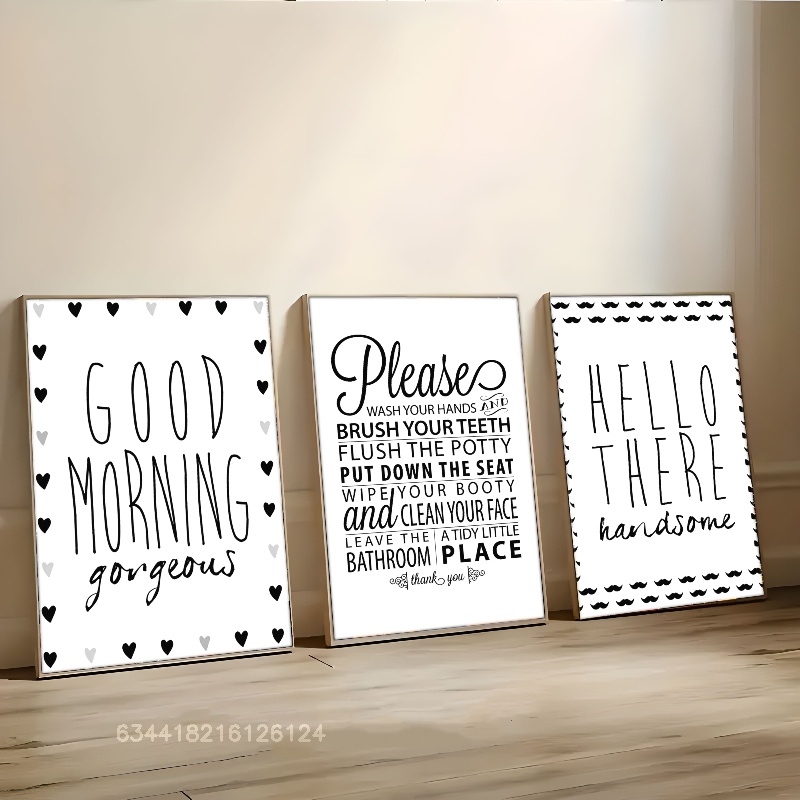 GOOD
MORNING
gorgeous
Please
WASH YOUR HANDS AND
BRUSH YOUR TEETH
FLUSH THE POTTY
PUT DOWN THE SEAT
WIPE YOUR BOOTY
and CLEAN YOUR FACE
LEAVE THE A TIDY LITTLE
BATHROOM PLACE
thank you
HELLO
THERE
handsome
634418216126124